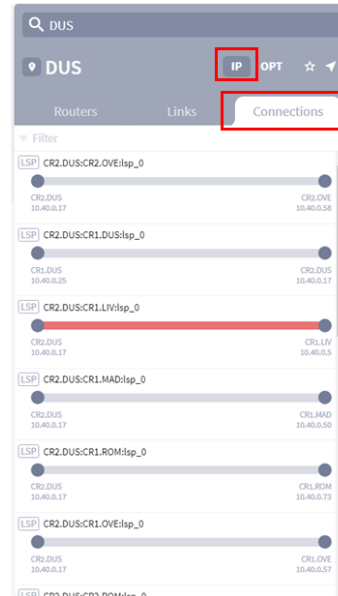 DUS
DUS IP OPT
Routers Links Connections
Filter
LSP CR2.DUS:CR2.OVE:lsp_0
CR2.DUS CR2.OVE
10.40.0.17 10.40.0.58
LSP CR2.DUS:CR1.DUS:lsp_0
CR1.DUS CR2.DUS
10.40.0.25 10.40.0.17
LSP CR2.DUS:CR1.LIV:lsp_0
CR2.DUS CR1.LIV
10.40.0.17 10.40.0.5
LSP CR2.DUS:CR1.MAD:lsp_0
CR2.DUS CR1.MAD
10.40.0.17 10.40.0.50
LSP CR2.DUS:CR1.ROM:lsp_0
CR2.DUS CR1.ROM
10.40.0.17 10.40.0.73
LSP CR2.DUS:CR1.OVE:lsp_0
CR2.DUS CR1.OVE
10.40.0.17 10.40.0.57
LSP CR2.DUS:CR2.ROM:lsp_0